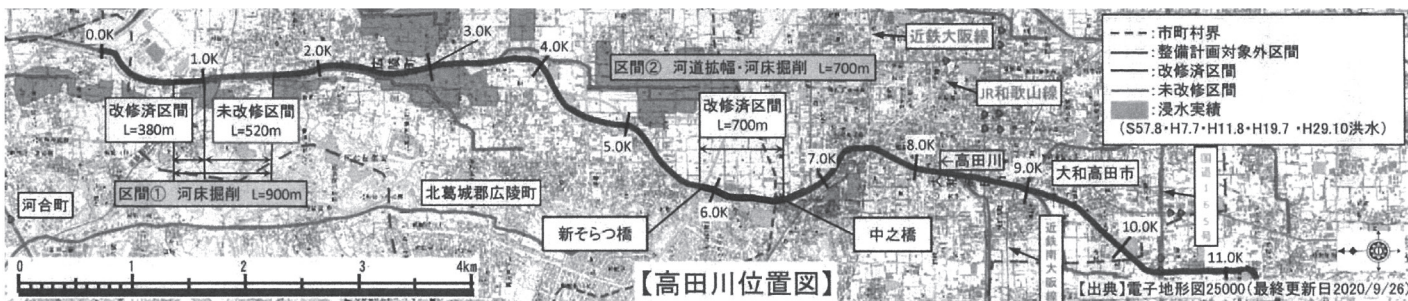 0.0K
1.0K
2.0K
3.0K
4.0K
5.0K
6.0K
7.0K
8.0K
9.0K
10.0K
11.0K
改修済区間
L=380m
未改修区間
L=520m
区間① 河床掘削 L=900m
河合町
北葛城郡広陵町
区間② 河道拡幅・河床掘削 L=700m
改修済区間
L=700m
新そらつ橋
中之橋
近鉄大阪線
JR和歌山線
←高田川
大和高田市
近鉄南大阪
国道165号
- - - :市町村界
:整備計画対象外区間
:改修済区間
:未改修区間
:浸水実績
(S57.8・H7.7・H11.8・H19.7・H29.10洪水)
0 1 2 3 4km
【高田川位置図】
【出典】電子地形図25000(最終更新日2020/9/26)